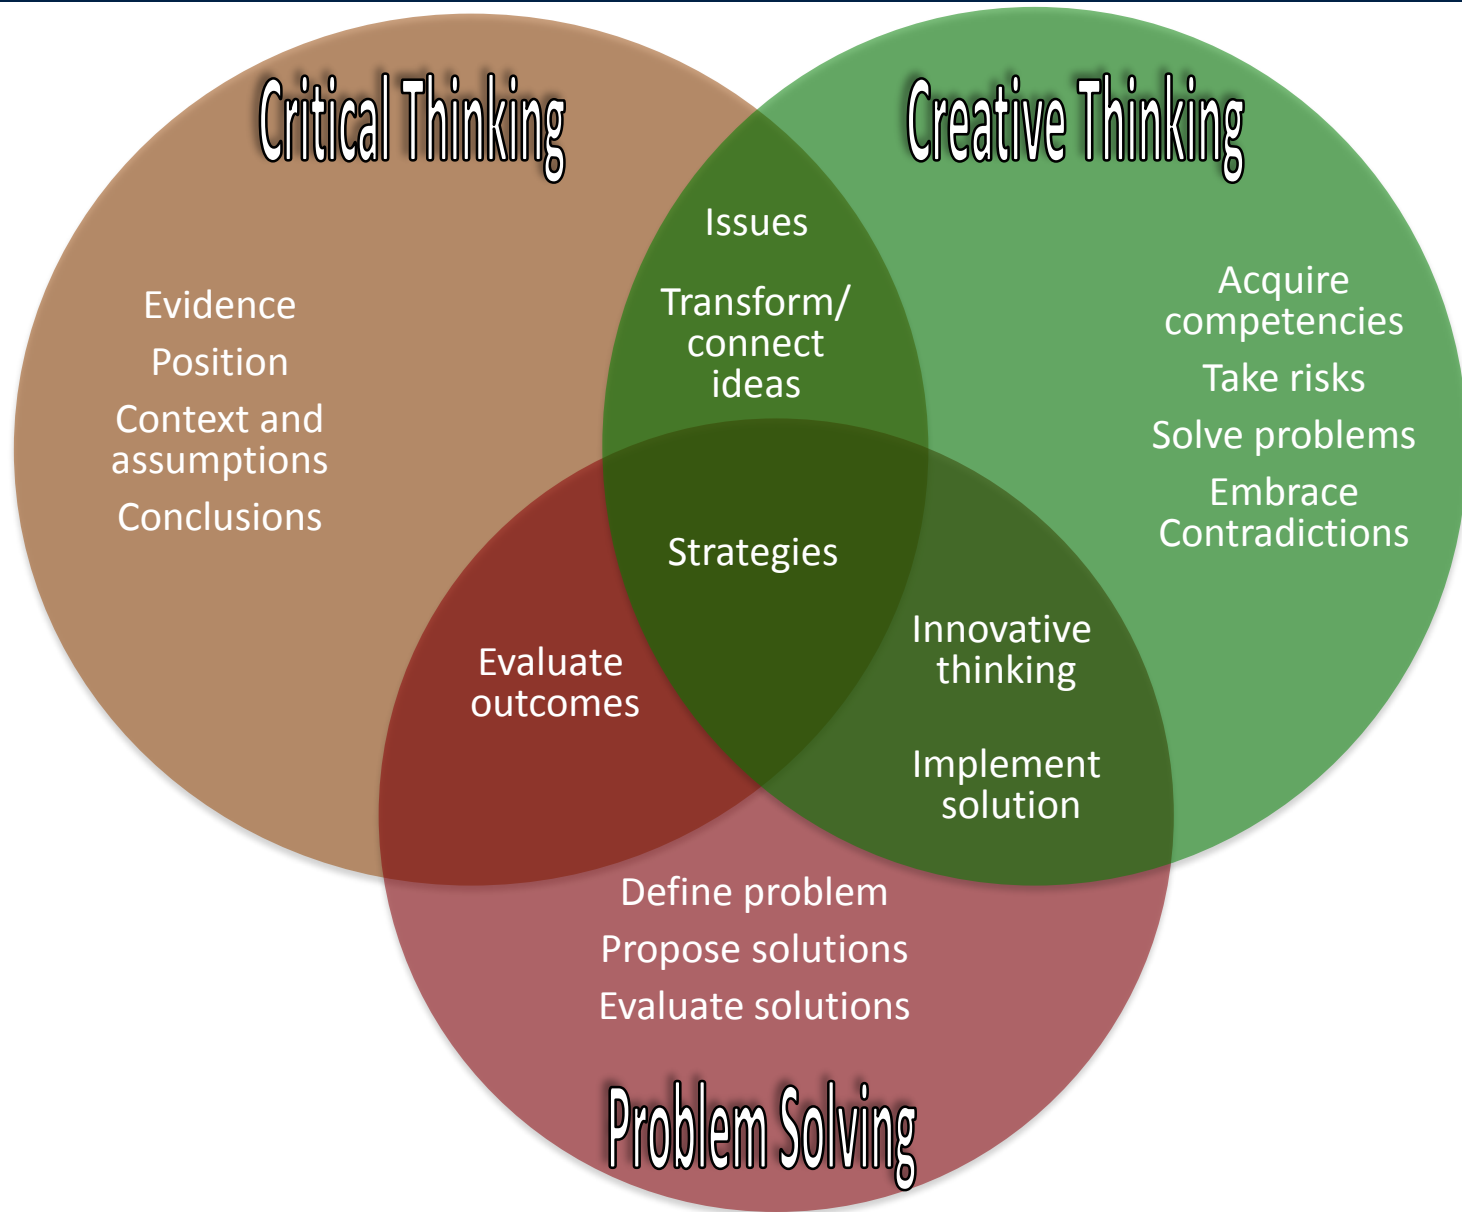 Critical Thinking
Creative Thinking
Evidence
Position
Context and
assumptions
Conclusions
Issues
Transform/
connect
ideas
Acquire
competencies
Take risks
Solve problems
Embrace
Contradictions
Strategies
Evaluate
outcomes
Innovative
thinking
Implement
solution
Define problem
Propose solutions
Evaluate solutions
Problem Solving